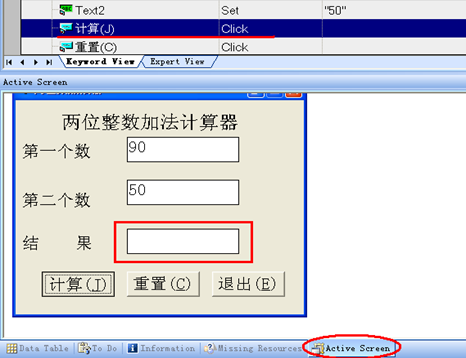 Text2 Set "50"
计算(J) Click
重置(C) Click
Keyword View Expert View
Active Screen
两位整数加法计算器
第一个数 90
第二个数 50
结 果
计算(J) 重置(C) 退出(E)
Data Table To Do Information Missing Resources Active Screen